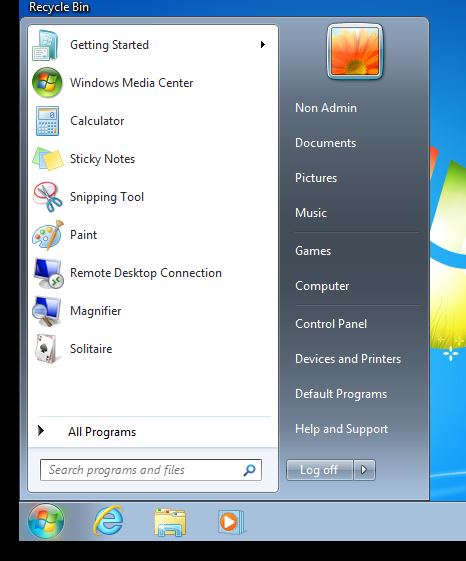 Recycle Bin
Getting Started
Windows Media Center
Calculator
Sticky Notes
Snipping Tool
Paint
Remote Desktop Connection
Magnifier
Solitaire
All Programs
Search programs and files
Non Admin
Documents
Pictures
Music
Games
Computer
Control Panel
Devices and Printers
Default Programs
Help and Support
Log off